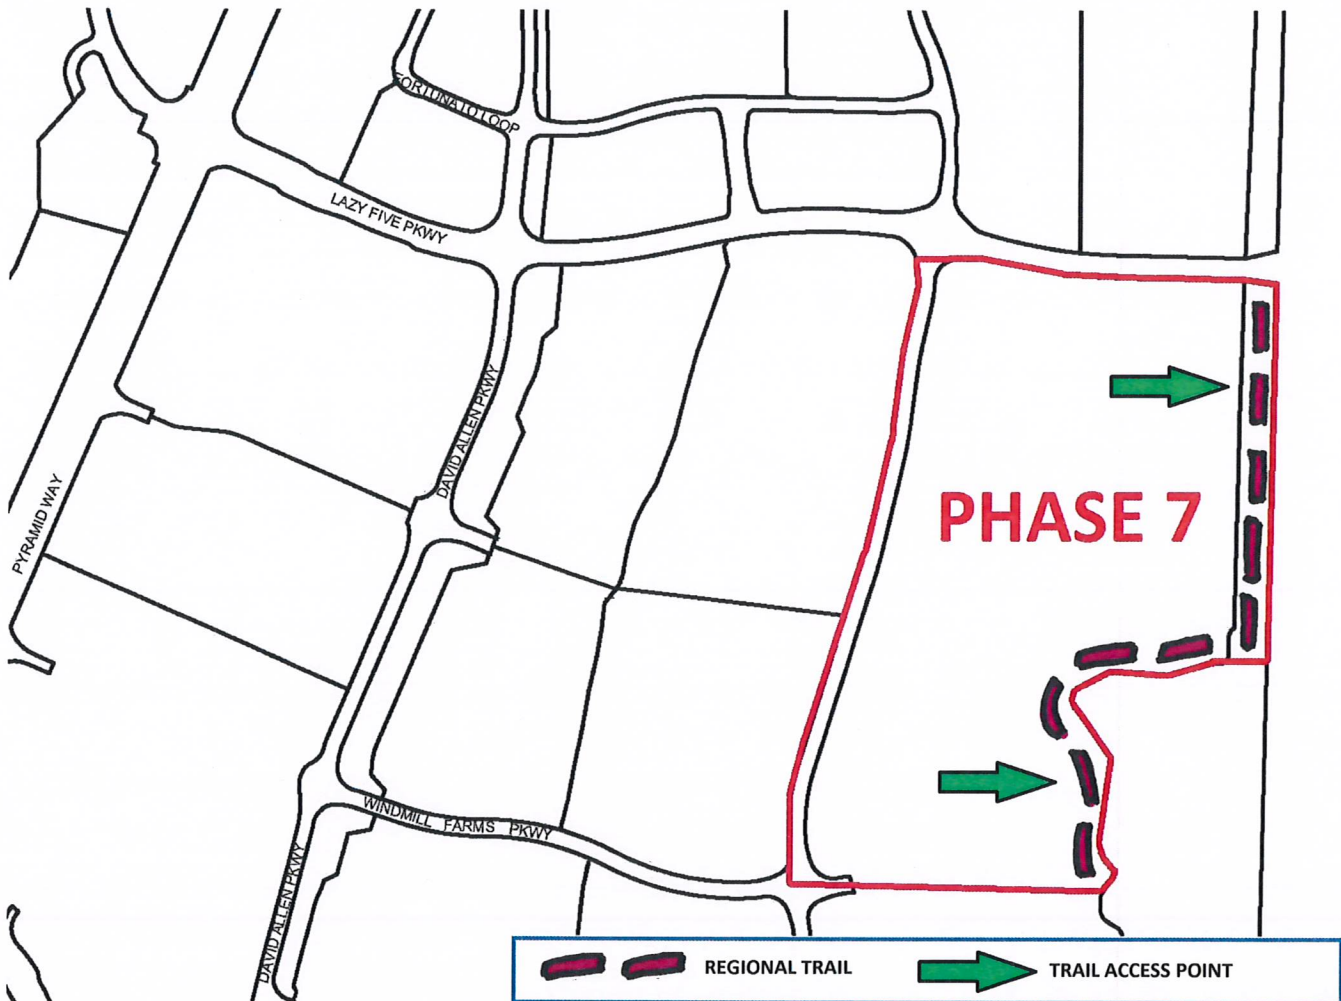 FORTUNATO LOOP
LAZY FIVE PKWY
DAVID ALLEN PKWY
PYRAMID WAY
PHASE 7
WINDMILL FARMS PKWY
DAVID ALLEN PKWY
REGIONAL TRAIL
TRAIL ACCESS POINT